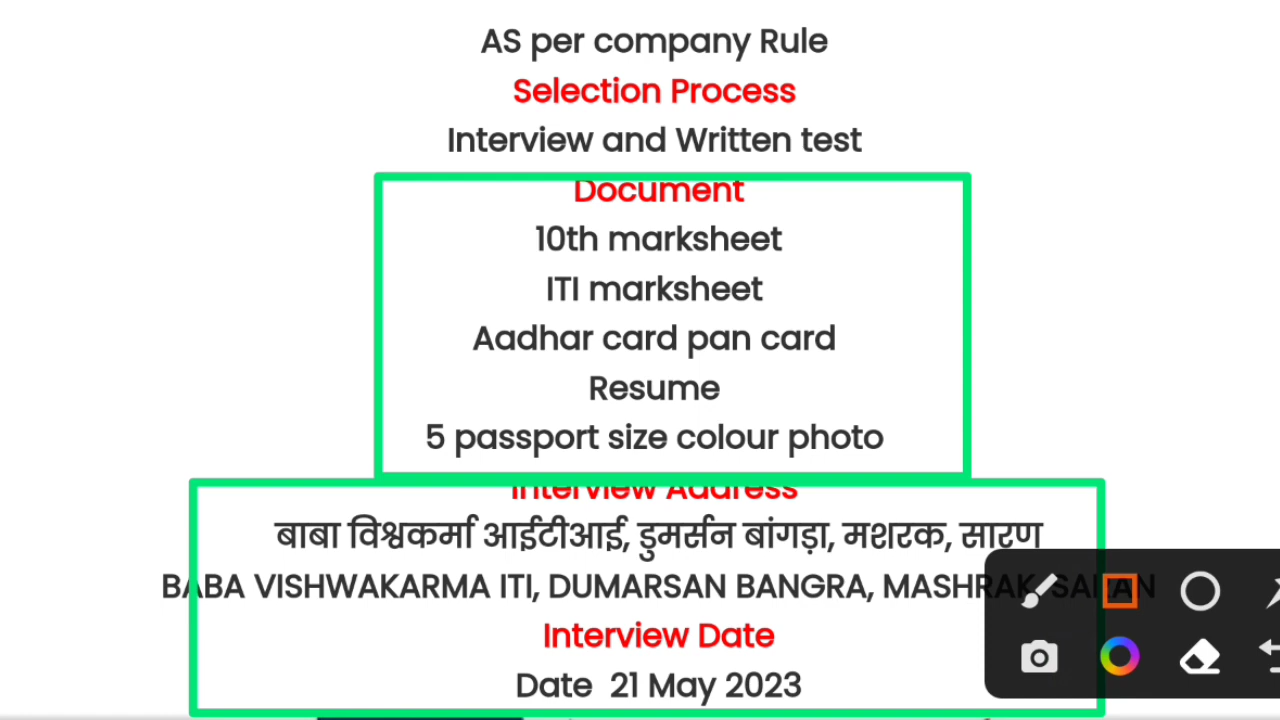 AS per company Rule
Selection Process
Interview and Written test
Document
10th marksheet
ITI marksheet
Aadhar card pan card
Resume
5 passport size colour photo
Interview Address
बाबा विश्वकर्मा आईटीआई, डुमर्सन बांगड़ा, मशरक, सारण
BABA VISHWAKARMA ITI, DUMARSAN BANGRA, MASHRAK, SARAN
Interview Date
Date 21 May 2023